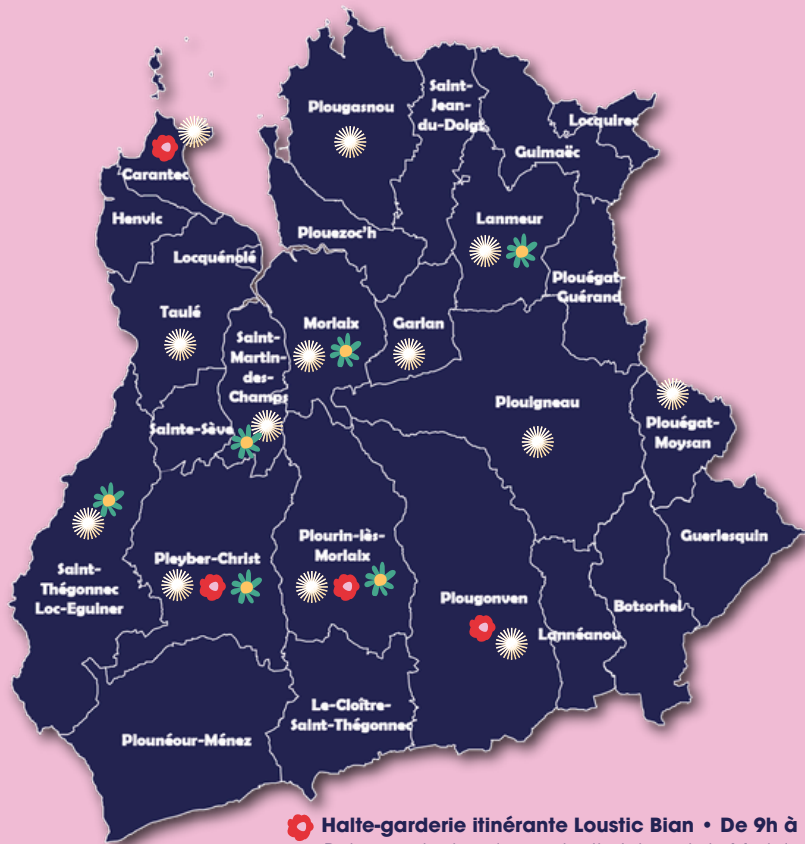 Plougasnou
Saint-
Jean-
du-Doigt
Locquirec
Guimaëc
Carantec
Henvic
Lanmeur
Plouezoc'h
Locquénolé
Plouégat-
Guérand
Taulé
Morlaix
Garlan
Saint-
Martin-
des-
Champs
Plouigneau
Sainte-Sève
Plouégat-
Moysan
Guerlesquin
Plourin-lès-
Morlaix
Pleyber-Christ
Saint-
Thégonnec
Loc-Eguiner
Plougonven
Botsorhel
Lannéanou
Le-Cloître-
Saint-Thégonnec
Plounéour-Ménez
Halte-garderie itinérante Loustic Bian • De 9h à